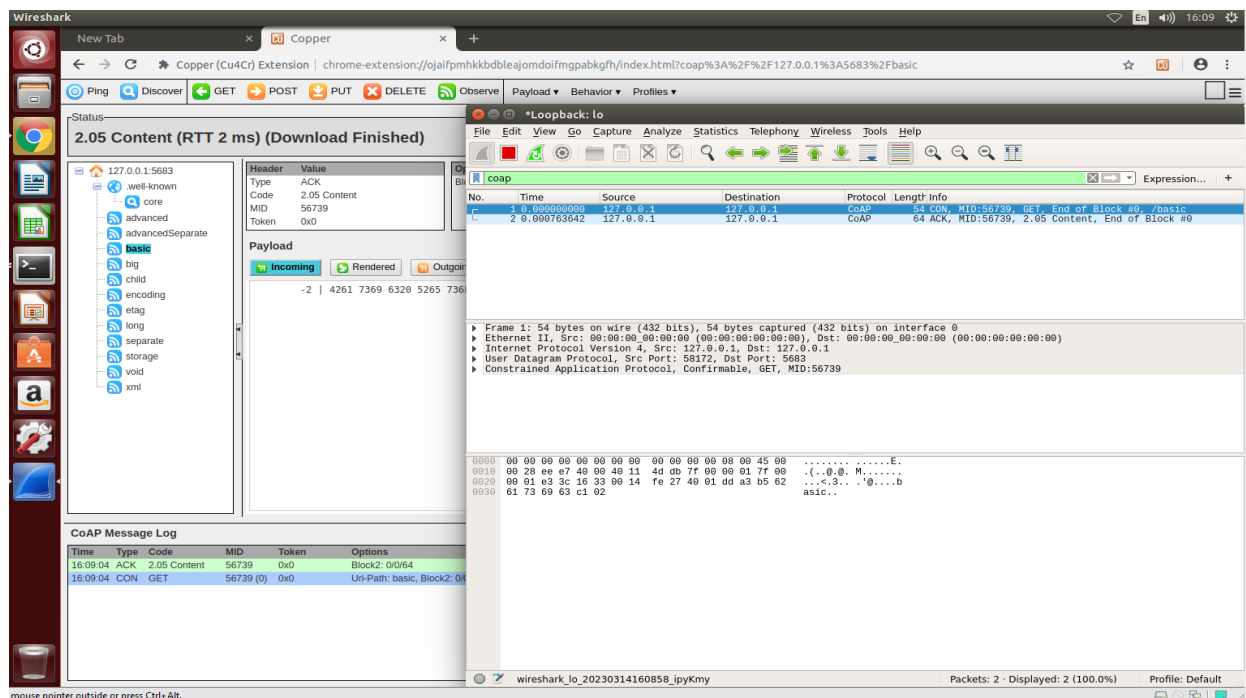 Wireshark
En 16:09
New Tab × Copper × +
Copper (Cu4Cr) Extension | chrome-extension://ojaifpmhkkbdbleajomdoifmgpabkgfh/index.html?coap%3A%2F%2F127.0.0.1%3A5683%2Fbasic
Ping Discover GET POST PUT DELETE Observe Payload ▾ Behavior ▾ Profiles ▾
Status
2.05 Content (RTT 2 ms) (Download Finished)
127.0.0.1:5683
.well-known
core
advanced
advancedSeparate
basic
big
child
encoding
etag
long
separate
storage
void
xml
Header Value
Type ACK
Code 2.05 Content
MID 56739
Token 0x0
Payload
Incoming Rendered
-2 | 4261 7369 6320 5265
CoAP Message Log
Time Type Code MID Token Options
16:09:04 ACK 2.05 Content 56739 0x0 Block2: 0/0/64
16:09:04 CON GET 56739 (0) 0x0 Uri-Path: basic, Block2:
*Loopback: lo
File Edit View Go Capture Analyze Statistics Telephony Wireless Tools Help
coap Expression... +
No. Time Source Destination Protocol Length Info
1 0.000000000 127.0.0.1 127.0.0.1 CoAP 54 CON, MID:56739, GET, End of Block #0, /basic
2 0.000763642 127.0.0.1 127.0.0.1 CoAP 64 ACK, MID:56739, 2.05 Content, End of Block #0
Frame 1: 54 bytes on wire (432 bits), 54 bytes captured (432 bits) on interface 0
Ethernet II, Src: 00:00:00_00:00:00 (00:00:00:00:00:00), Dst: 00:00:00_00:00:00 (00:00:00:00:00:00)
Internet Protocol Version 4, Src: 127.0.0.1, Dst: 127.0.0.1
User Datagram Protocol, Src Port: 58172, Dst Port: 5683
Constrained Application Protocol, Confirmable, GET, MID:56739
0000 00 00 00 00 00 00 00 00 00 00 00 00 08 00 45 00 ........ ......E.
0010 00 28 ee e7 40 00 40 11 4d db 7f 00 00 01 7f 00 .(..@.@. M.......
0020 00 01 e3 3c 16 33 00 14 fe 27 40 01 dd a3 b5 62 ...<.3.. .'@....b
0030 61 73 69 63 c1 02 asic..
wireshark_lo_20230314160858_ipyKmy Packets: 2 · Displayed: 2 (100.0%) Profile: Default
mouse pointer outside or press Ctrl+Alt.